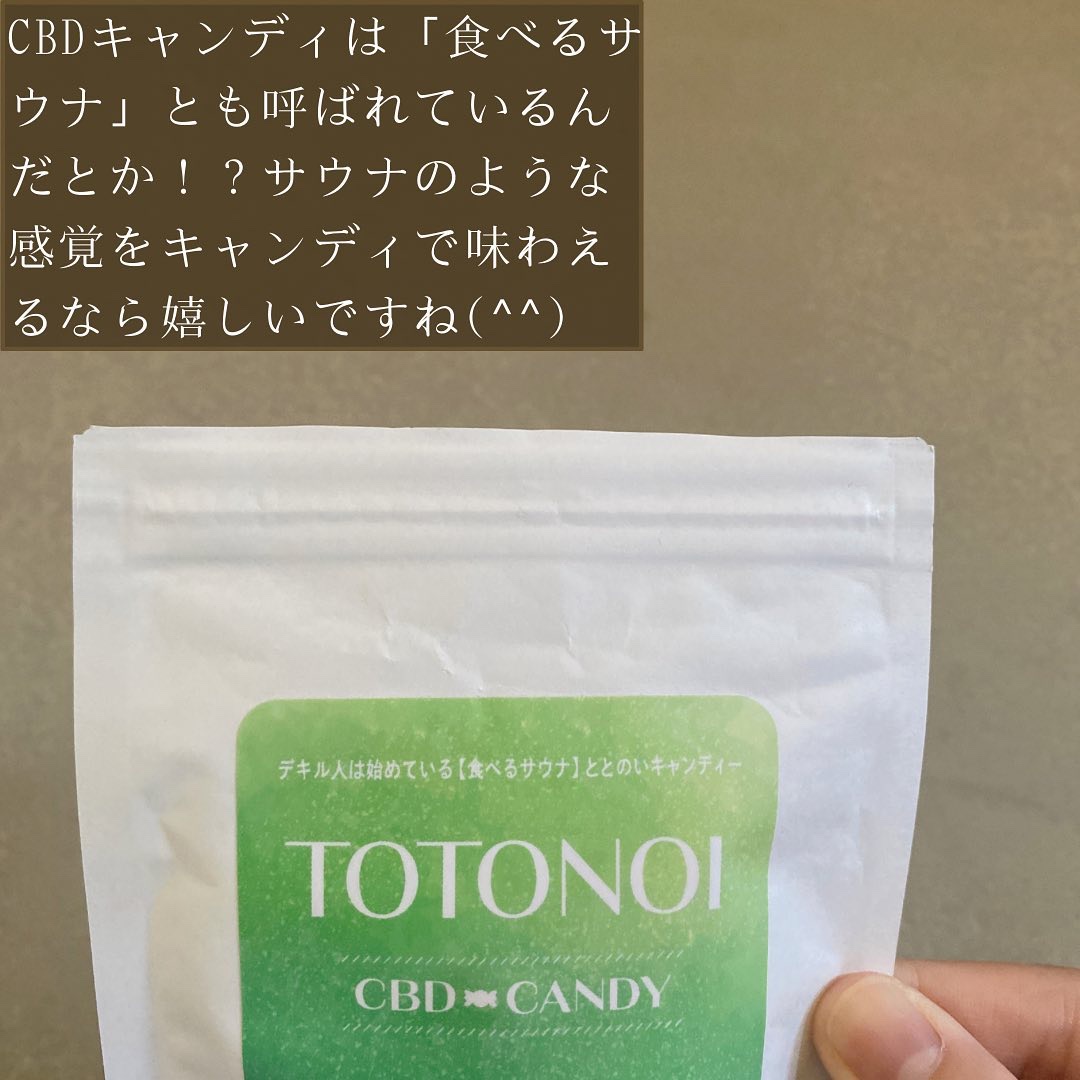 CBDキャンディは「食べるサ
ウナ」とも呼ばれているん
だとか！？サウナのような
感覚をキャンディで味わえ
るなら嬉しいですね(^^)
デキル人は始めている【食べるサウナ】ととのいキャンディー
TOTONOI
CBD CANDY